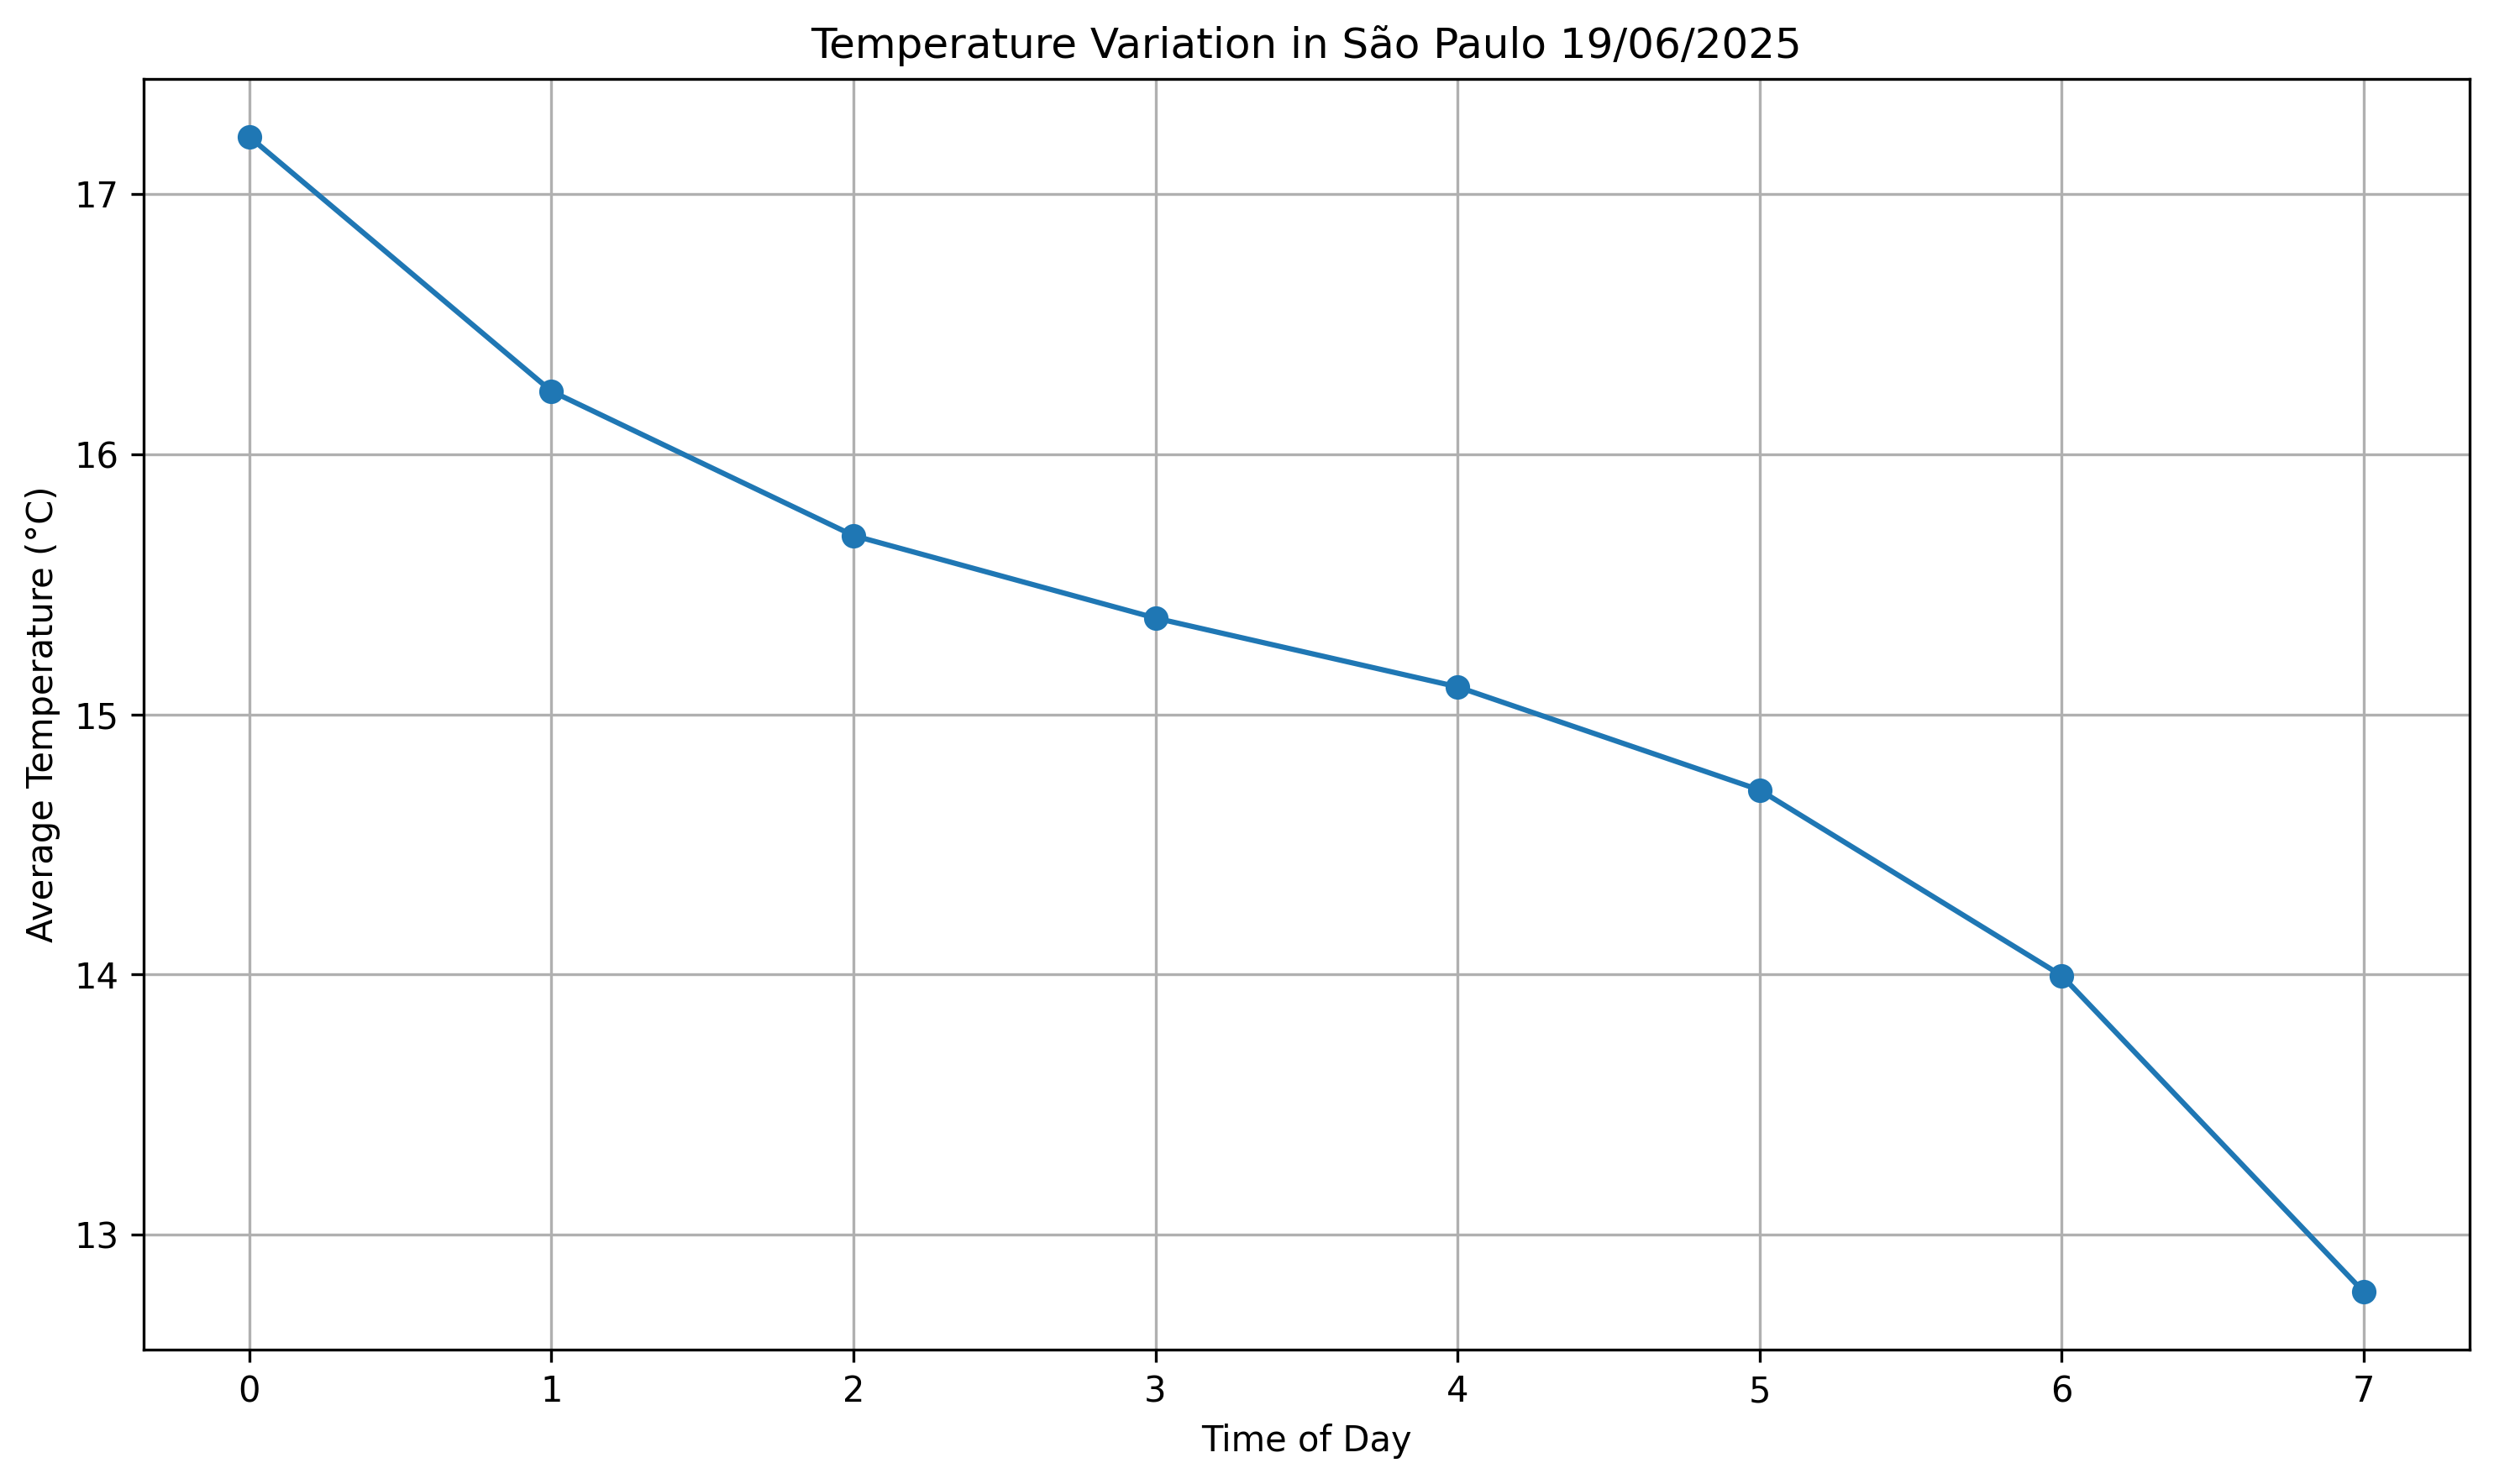 Temperature Variation in São Paulo 19/06/2025
Average Temperature (°C)
17
16
15
14
13
0 1 2 3 4 5 6 7
Time of Day